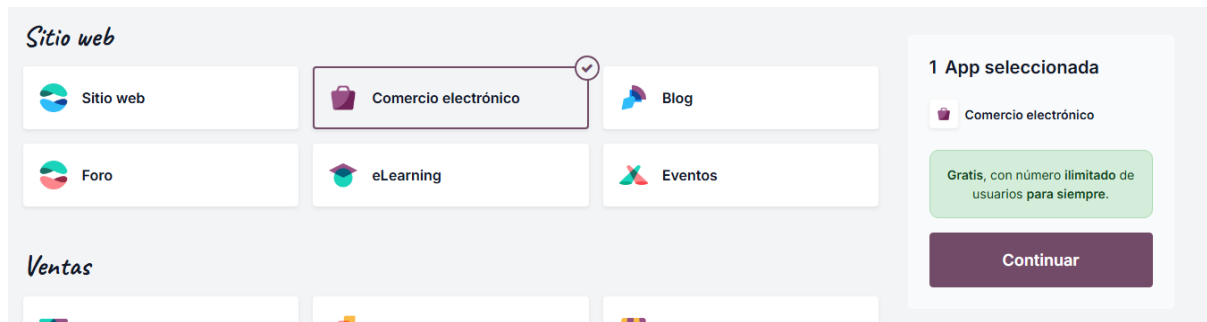 Sitio web
Sitio web
Comercio electrónico
Blog
Foro
eLearning
Eventos
Ventas
1 App seleccionada
Comercio electrónico
Gratis, con número ilimitado de
usuarios para siempre.
Continuar